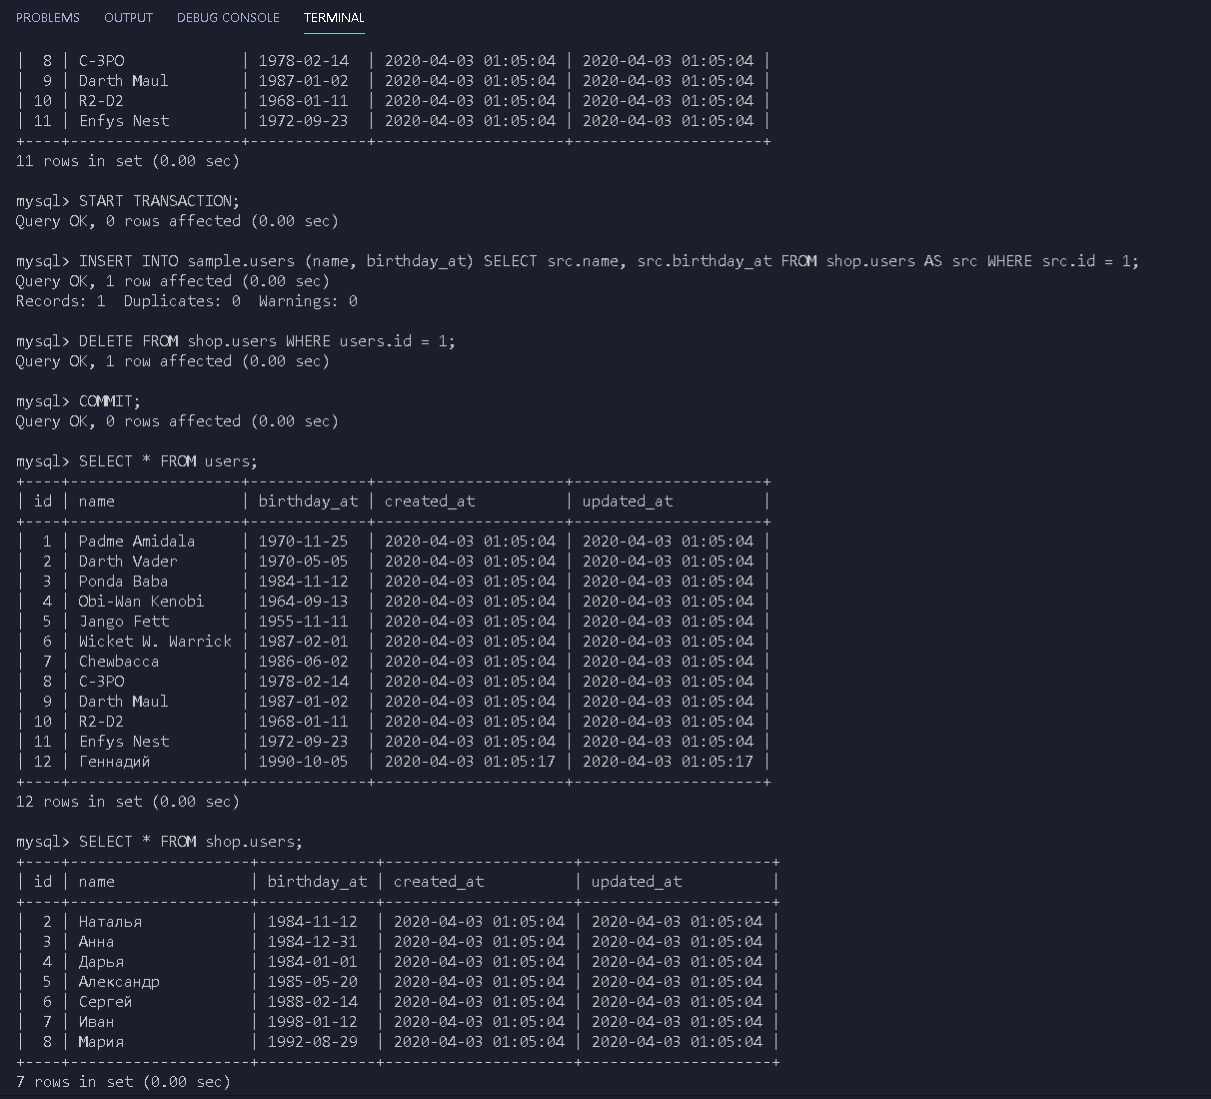 PROBLEMS OUTPUT DEBUG CONSOLE TERMINAL
|  8 | C-3PO             | 1978-02-14  | 2020-04-03 01:05:04 | 2020-04-03 01:05:04 |
|  9 | Darth Maul        | 1987-01-02  | 2020-04-03 01:05:04 | 2020-04-03 01:05:04 |
| 10 | R2-D2             | 1968-01-11  | 2020-04-03 01:05:04 | 2020-04-03 01:05:04 |
| 11 | Enfys Nest        | 1972-09-23  | 2020-04-03 01:05:04 | 2020-04-03 01:05:04 |
+----+-------------------+-------------+---------------------+---------------------+
11 rows in set (0.00 sec)
mysql> START TRANSACTION;
Query OK, 0 rows affected (0.00 sec)
mysql> INSERT INTO sample.users (name, birthday_at) SELECT src.name, src.birthday_at FROM shop.users AS src WHERE src.id = 1;
Query OK, 1 row affected (0.00 sec)
Records: 1  Duplicates: 0  Warnings: 0
mysql> DELETE FROM shop.users WHERE users.id = 1;
Query OK, 1 row affected (0.00 sec)
mysql> COMMIT;
Query OK, 0 rows affected (0.00 sec)
mysql> SELECT * FROM users;
+----+-------------------+-------------+---------------------+---------------------+
| id | name              | birthday_at | created_at          | updated_at          |
+----+-------------------+-------------+---------------------+---------------------+
|  1 | Padme Amidala     | 1970-11-25  | 2020-04-03 01:05:04 | 2020-04-03 01:05:04 |
|  2 | Darth Vader       | 1970-05-05  | 2020-04-03 01:05:04 | 2020-04-03 01:05:04 |
|  3 | Ponda Baba        | 1984-11-12  | 2020-04-03 01:05:04 | 2020-04-03 01:05:04 |
|  4 | Obi-Wan Kenobi    | 1964-09-13  | 2020-04-03 01:05:04 | 2020-04-03 01:05:04 |
|  5 | Jango Fett        | 1955-11-11  | 2020-04-03 01:05:04 | 2020-04-03 01:05:04 |
|  6 | Wicket W. Warrick | 1987-02-01  | 2020-04-03 01:05:04 | 2020-04-03 01:05:04 |
|  7 | Chewbacca         | 1986-06-02  | 2020-04-03 01:05:04 | 2020-04-03 01:05:04 |
|  8 | C-3PO             | 1978-02-14  | 2020-04-03 01:05:04 | 2020-04-03 01:05:04 |
|  9 | Darth Maul        | 1987-01-02  | 2020-04-03 01:05:04 | 2020-04-03 01:05:04 |
| 10 | R2-D2             | 1968-01-11  | 2020-04-03 01:05:04 | 2020-04-03 01:05:04 |
| 11 | Enfys Nest        | 1972-09-23  | 2020-04-03 01:05:04 | 2020-04-03 01:05:04 |
| 12 | Геннадий          | 1990-10-05  | 2020-04-03 01:05:17 | 2020-04-03 01:05:17 |
+----+-------------------+-------------+---------------------+---------------------+
12 rows in set (0.00 sec)
mysql> SELECT * FROM shop.users;
+----+--------------------+-------------+---------------------+---------------------+
| id | name               | birthday_at | created_at          | updated_at          |
+----+--------------------+-------------+---------------------+---------------------+
|  2 | Наталья            | 1984-11-12  | 2020-04-03 01:05:04 | 2020-04-03 01:05:04 |
|  3 | Анна               | 1984-12-31  | 2020-04-03 01:05:04 | 2020-04-03 01:05:04 |
|  4 | Дарья              | 1984-01-01  | 2020-04-03 01:05:04 | 2020-04-03 01:05:04 |
|  5 | Александр          | 1985-05-20  | 2020-04-03 01:05:04 | 2020-04-03 01:05:04 |
|  6 | Сергей             | 1988-02-14  | 2020-04-03 01:05:04 | 2020-04-03 01:05:04 |
|  7 | Иван               | 1998-01-12  | 2020-04-03 01:05:04 | 2020-04-03 01:05:04 |
|  8 | Мария              | 1992-08-29  | 2020-04-03 01:05:04 | 2020-04-03 01:05:04 |
+----+--------------------+-------------+---------------------+---------------------+
7 rows in set (0.00 sec)